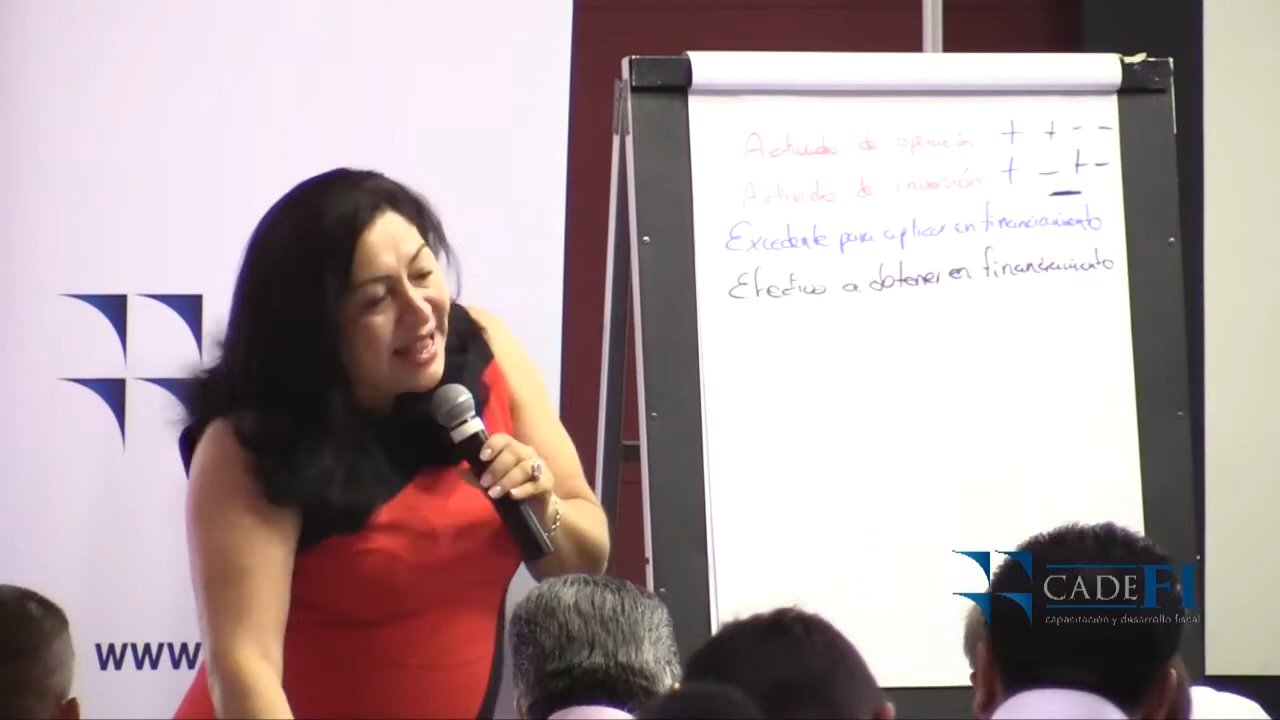 Actividades de operación + + - -
Actividades de inversión + - + -
Excedente para aplicar en financiamiento
Efectivo a obtener en financiamiento
www.
CADEFI
capacitación y desarrollo fiscal